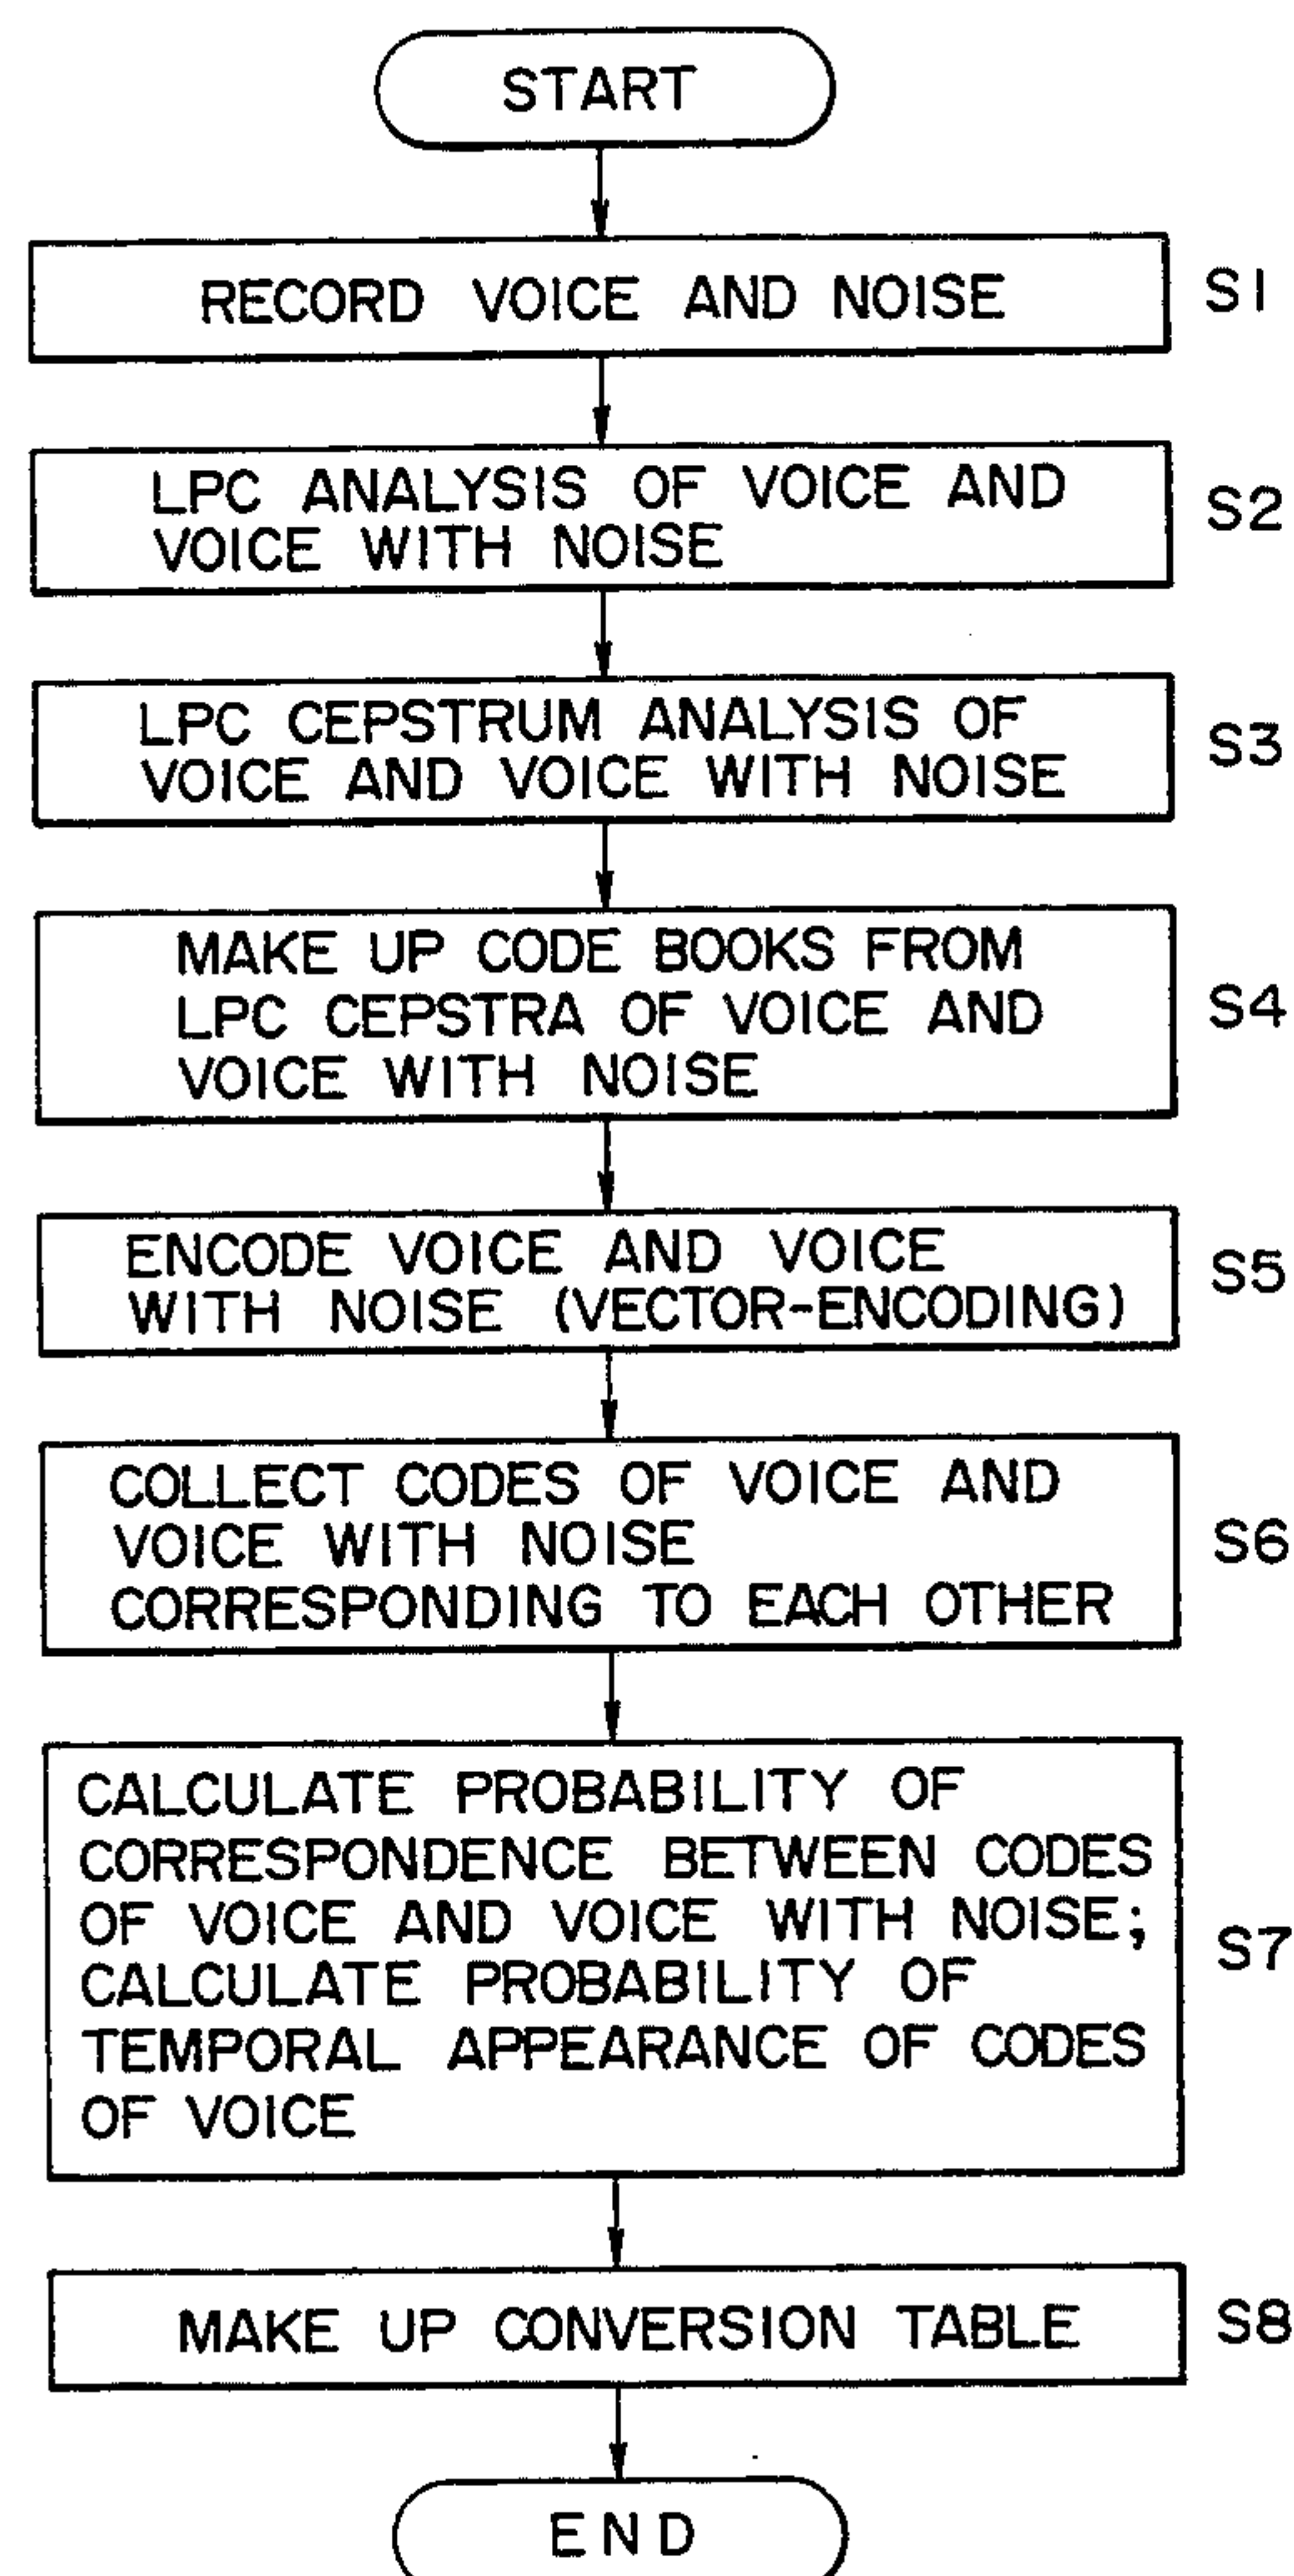 START
RECORD VOICE AND NOISE
S1
LPC ANALYSIS OF VOICE AND
VOICE WITH NOISE
S2
LPC CEPSTRUM ANALYSIS OF
VOICE AND VOICE WITH NOISE
S3
MAKE UP CODE BOOKS FROM
LPC CEPSTRA OF VOICE AND
VOICE WITH NOISE
S4
ENCODE VOICE AND VOICE
WITH NOISE (VECTOR-ENCODING)
S5
COLLECT CODES OF VOICE AND
VOICE WITH NOISE
CORRESPONDING TO EACH OTHER
S6
CALCULATE PROBABILITY OF
CORRESPONDENCE BETWEEN CODES
OF VOICE AND VOICE WITH NOISE;
CALCULATE PROBABILITY OF
TEMPORAL APPEARANCE OF CODES
OF VOICE
S7
MAKE UP CONVERSION TABLE
S8
END